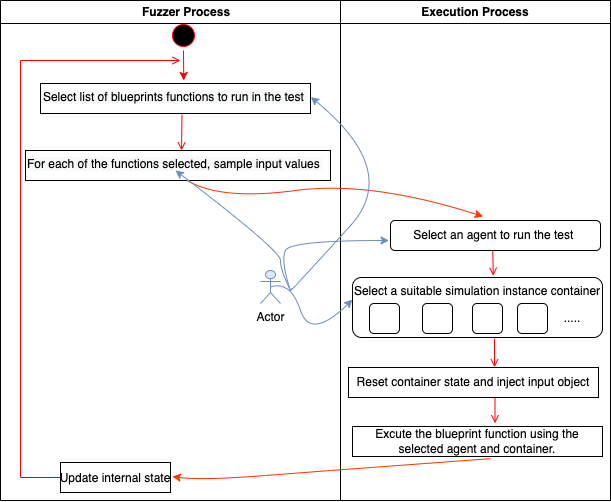 Fuzzer Process
Execution Process
Select list of blueprints functions to run in the test
For each of the functions selected, sample input values
Select an agent to run the test
Select a suitable simulation instance container
.....
Actor
Reset container state and inject input object
Excute the blueprint function using the
selected agent and container.
Update internal state